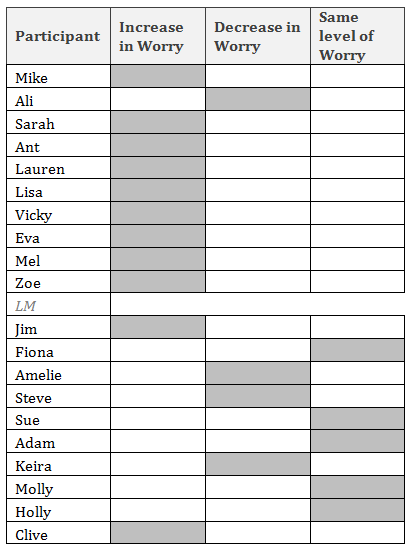 Participant
Increase
in Worry
Decrease in
Worry
Same
level of
Worry
Mike
Ali
Sarah
Ant
Lauren
Lisa
Vicky
Eva
Mel
Zoe
LM
Jim
Fiona
Amelie
Steve
Sue
Adam
Keira
Molly
Holly
Clive